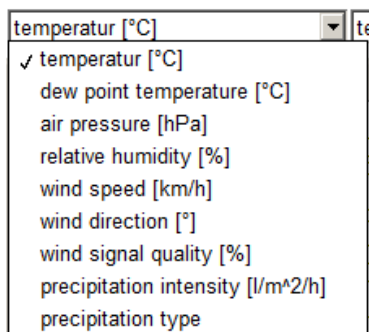 temperatur [°C]
te
temperatur [°C]
dew point temperature [°C]
air pressure [hPa]
relative humidity [%]
wind speed [km/h]
wind direction [°]
wind signal quality [%]
precipitation intensity [l/m^2/h]
precipitation type